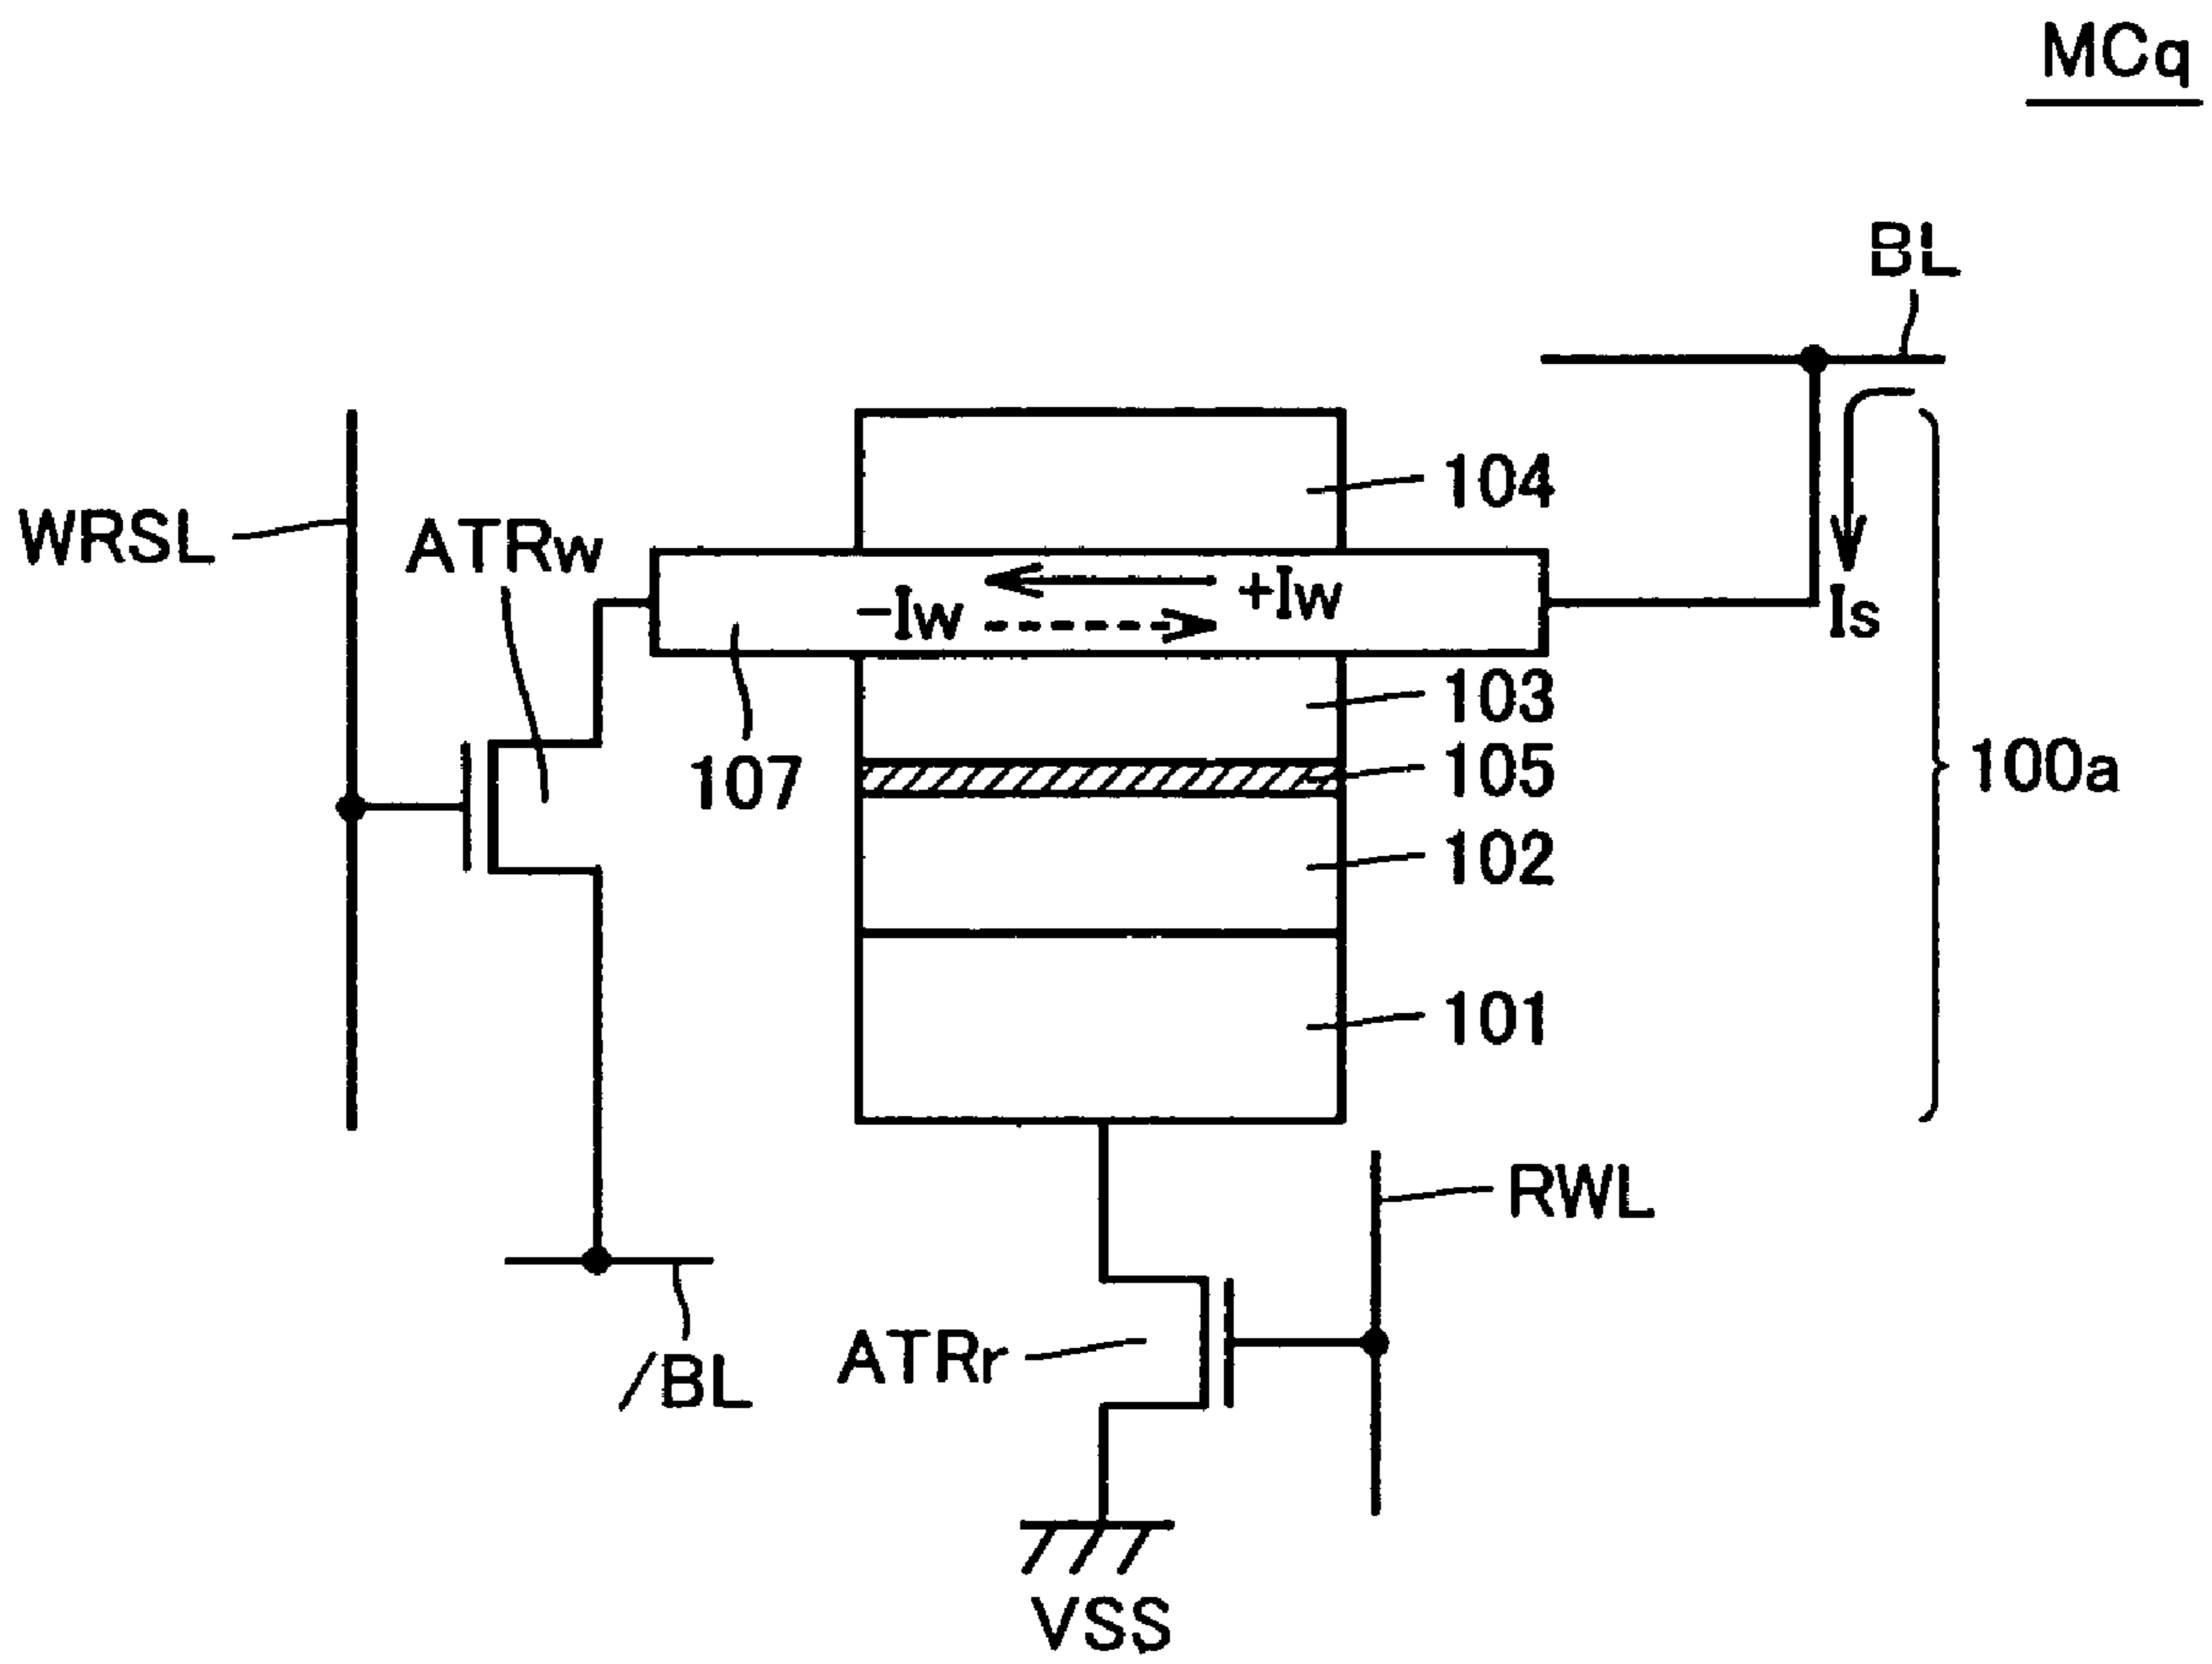 MCq
BL
104
WRSL
ATRw
+Iw
-Iw
Is
103
105
107
100a
102
101
RWL
ATRr
/BL
VSS